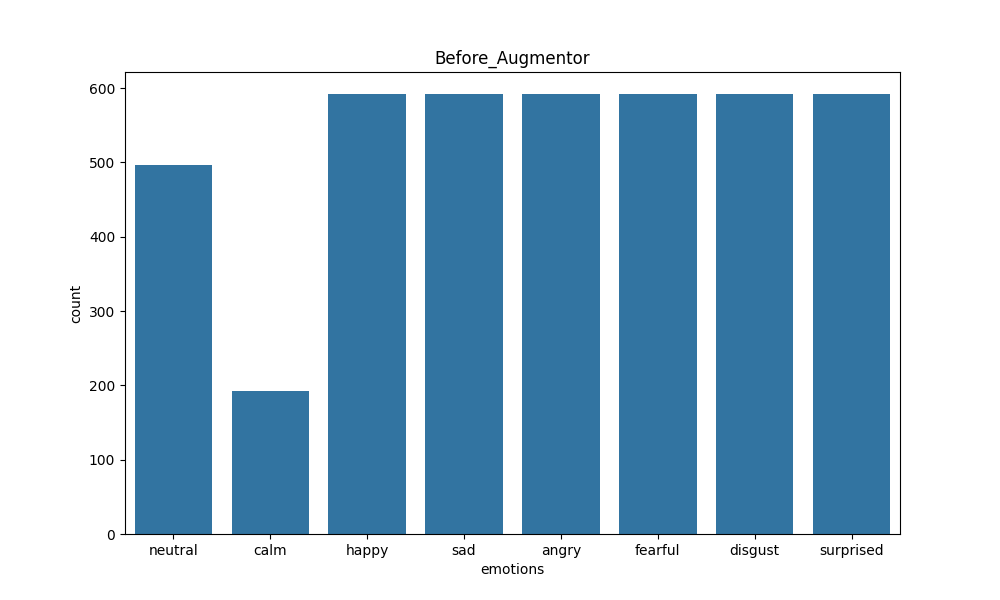 Before_Augmentor
600
500
400
300
200
100
0
count
neutral calm happy sad angry fearful disgust surprised
emotions